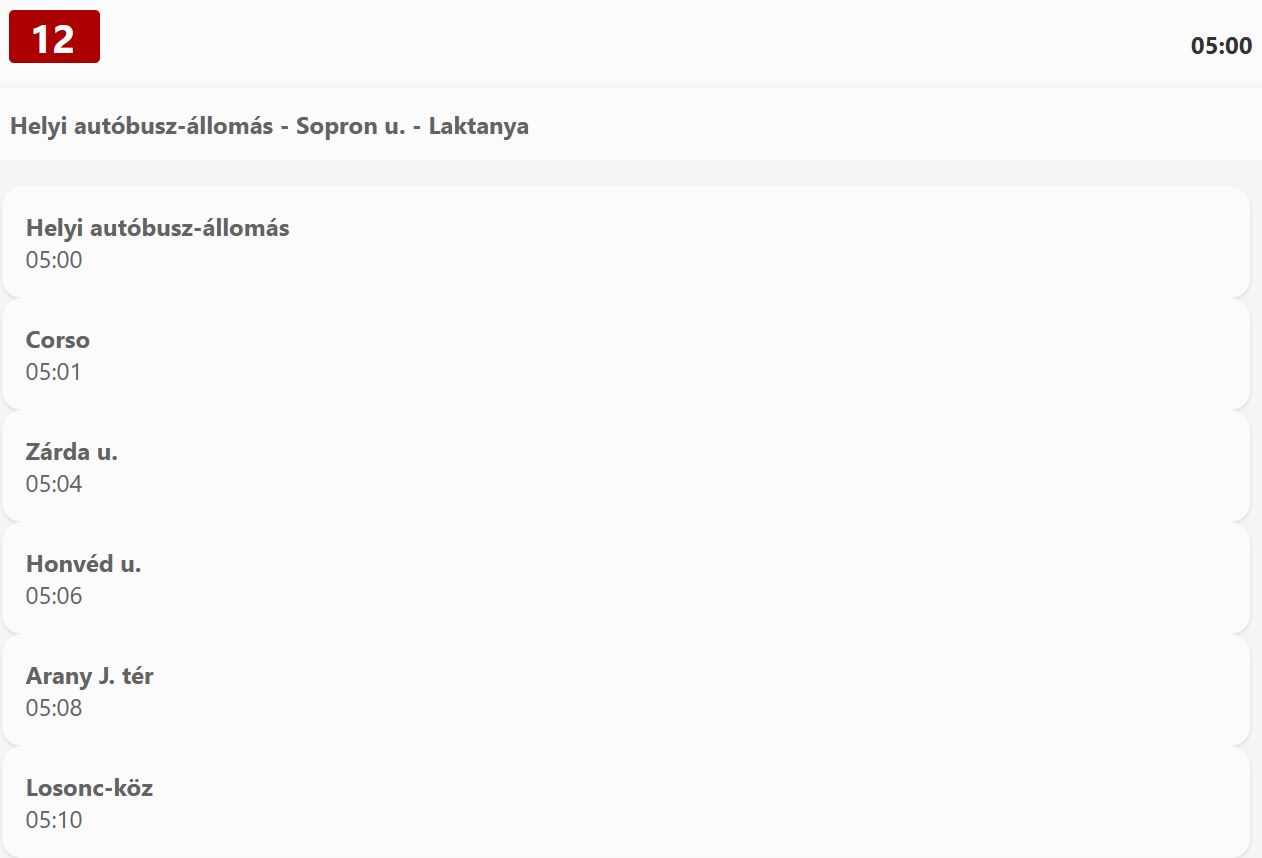 12
05:00
Helyi autóbusz-állomás - Sopron u. - Laktanya
Helyi autóbusz-állomás
05:00
Corso
05:01
Zárda u.
05:04
Honvéd u.
05:06
Arany J. tér
05:08
Losonc-köz
05:10